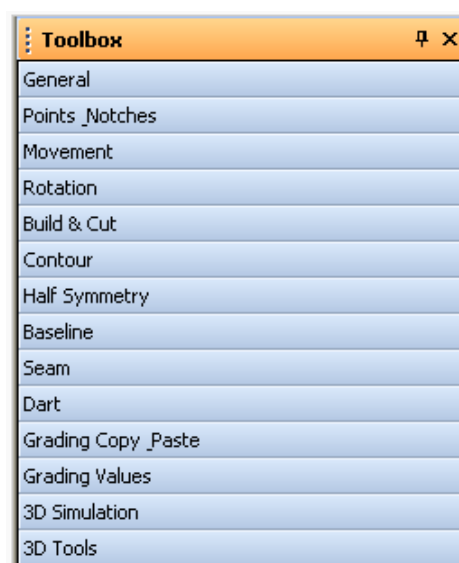 Toolbox
General
Points _Notches
Movement
Rotation
Build & Cut
Contour
Half Symmetry
Baseline
Seam
Dart
Grading Copy _Paste
Grading Values
3D Simulation
3D Tools